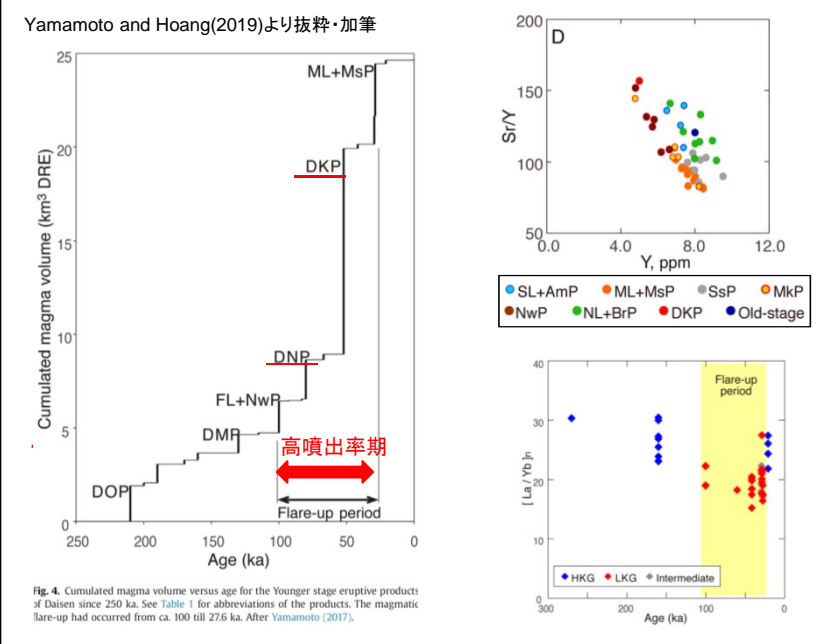 Yamamoto and Hoang(2019)より抜粋・加筆
25
20
15
10
5
0
Cumulated magma volume (km³ DRE)
ML+MsP
DKP
DNP
FL+NwP
DMP
DOP
高噴出率期
Flare-up period
250
200
150
100
50
0
Age (ka)
Fig. 4. Cumulated magma volume versus age for the Younger stage eruptive products
of Daisen since 250 ka. See Table 1 for abbreviations of the products. The magmatic
flare-up had occurred from ca. 100 till 27.6 ka. After Yamamoto (2017).
200
150
100
50
D
Sr/Y
0.0
4.0
8.0
12.0
Y, ppm
SL+AmP ML+MsP SsP MkP
NwP NL+BrP DKP Old-stage
40
30
20
10
0
[ La / Yb ]n
Flare-up
period
HKG LKG Intermediate
300
200
100
0
Age (ka)